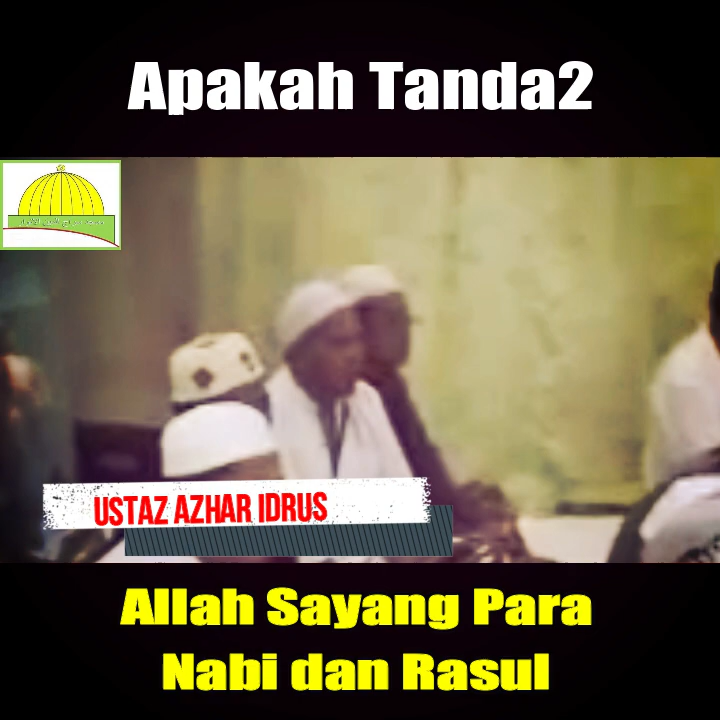 Apakah Tanda2
USTAZ AZHAR IDRUS
Allah Sayang Para
Nabi dan Rasul